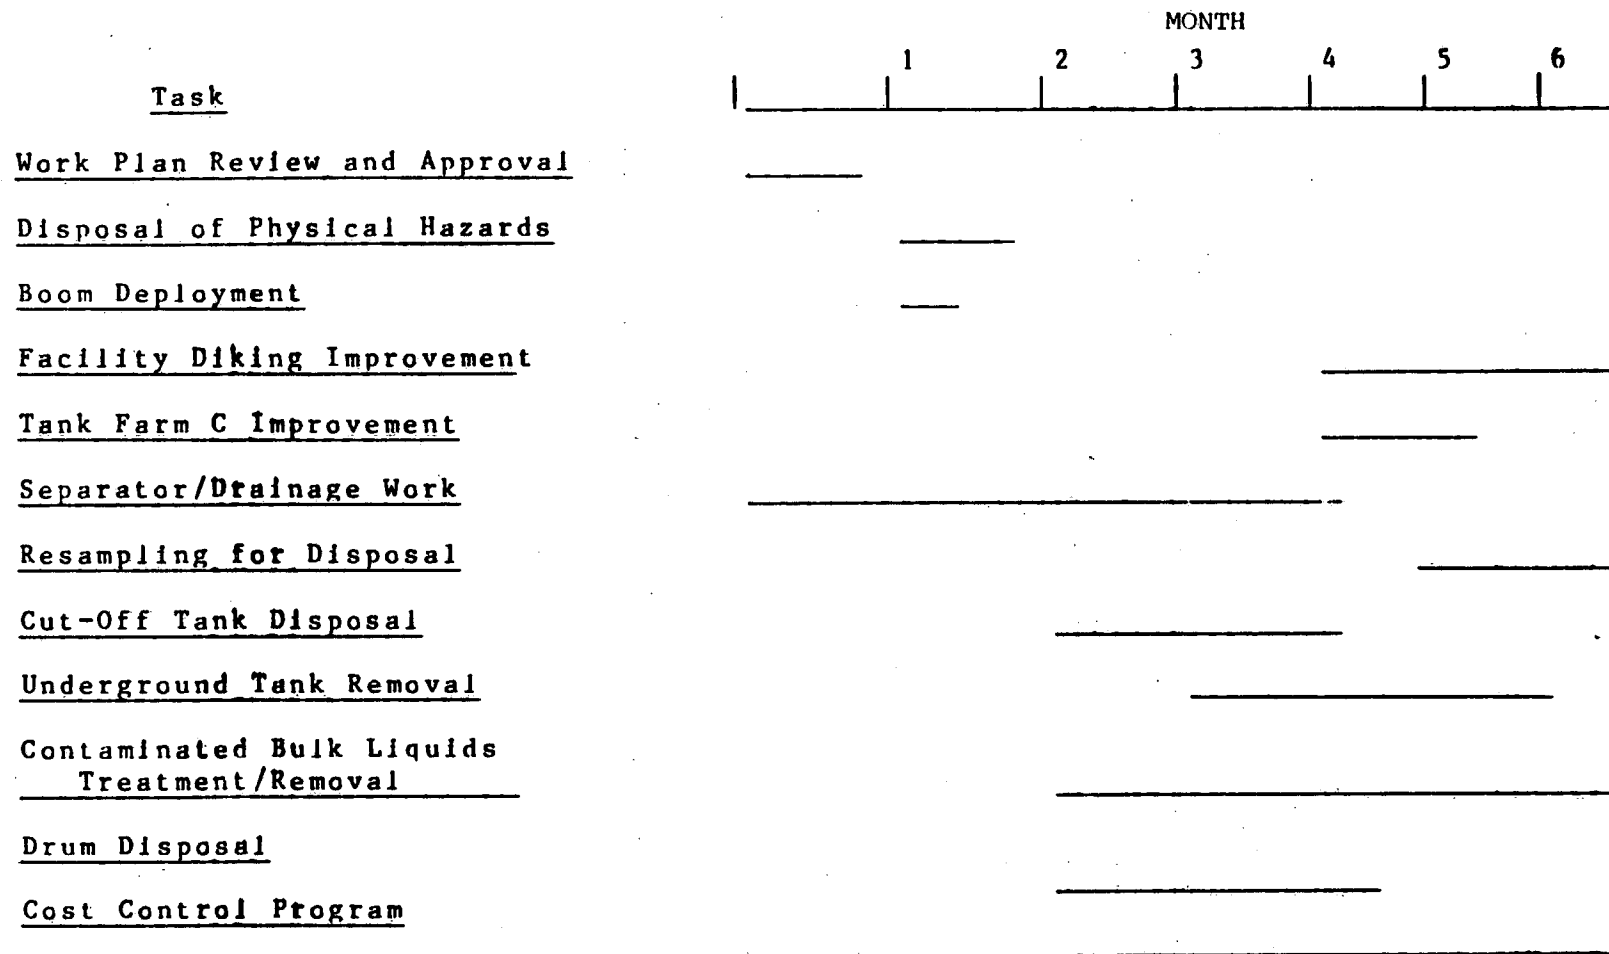 MONTH
1 2 3 4 5 6
Task
Work Plan Review and Approval
Disposal of Physical Hazards
Boom Deployment
Facility Diking Improvement
Tank Farm C Improvement
Separator/Drainage Work
Resampling for Disposal
Cut-Off Tank Disposal
Underground Tank Removal
Contaminated Bulk Liquids
Treatment/Removal
Drum Disposal
Cost Control Program